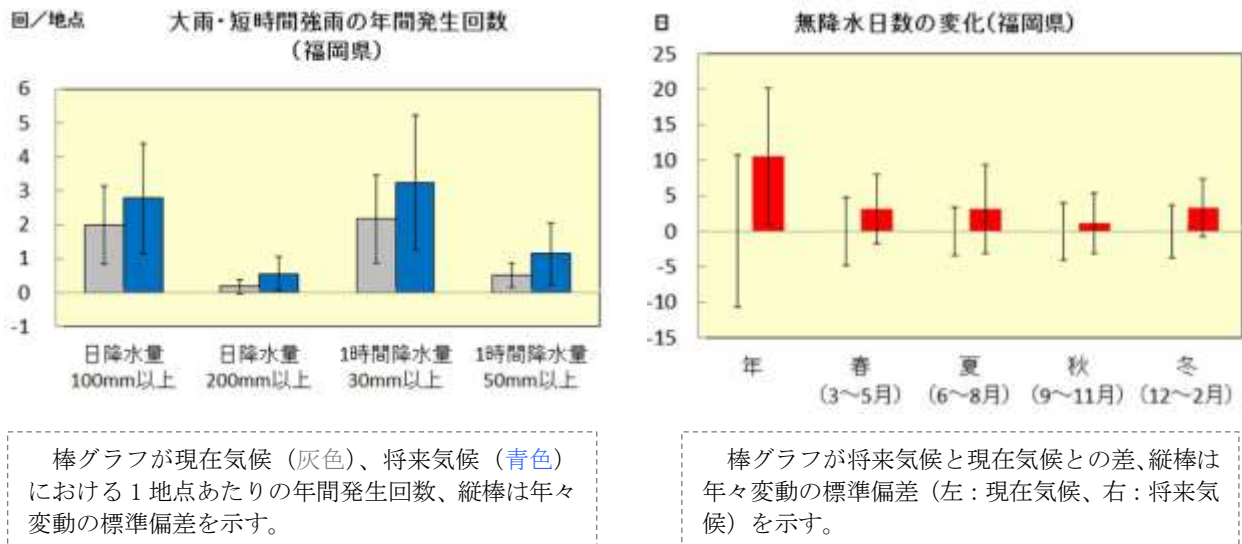 回／地点
大雨・短時間強雨の年間発生回数
（福岡県）
6
5
4
3
2
1
0
-1
日降水量
100mm以上
日降水量
200mm以上
1時間降水量
30mm以上
1時間降水量
50mm以上
棒グラフが現在気候（灰色）、将来気候（青色）
における 1 地点あたりの年間発生回数、縦棒は年々
変動の標準偏差を示す。
日
無降水日数の変化(福岡県)
25
20
15
10
5
0
-5
-10
-15
年
春
（3～5月）
夏
（6～8月）
秋
（9～11月）
冬
（12～2月）
棒グラフが将来気候と現在気候との差、縦棒は
年々変動の標準偏差（左：現在気候、右：将来気
候）を示す。